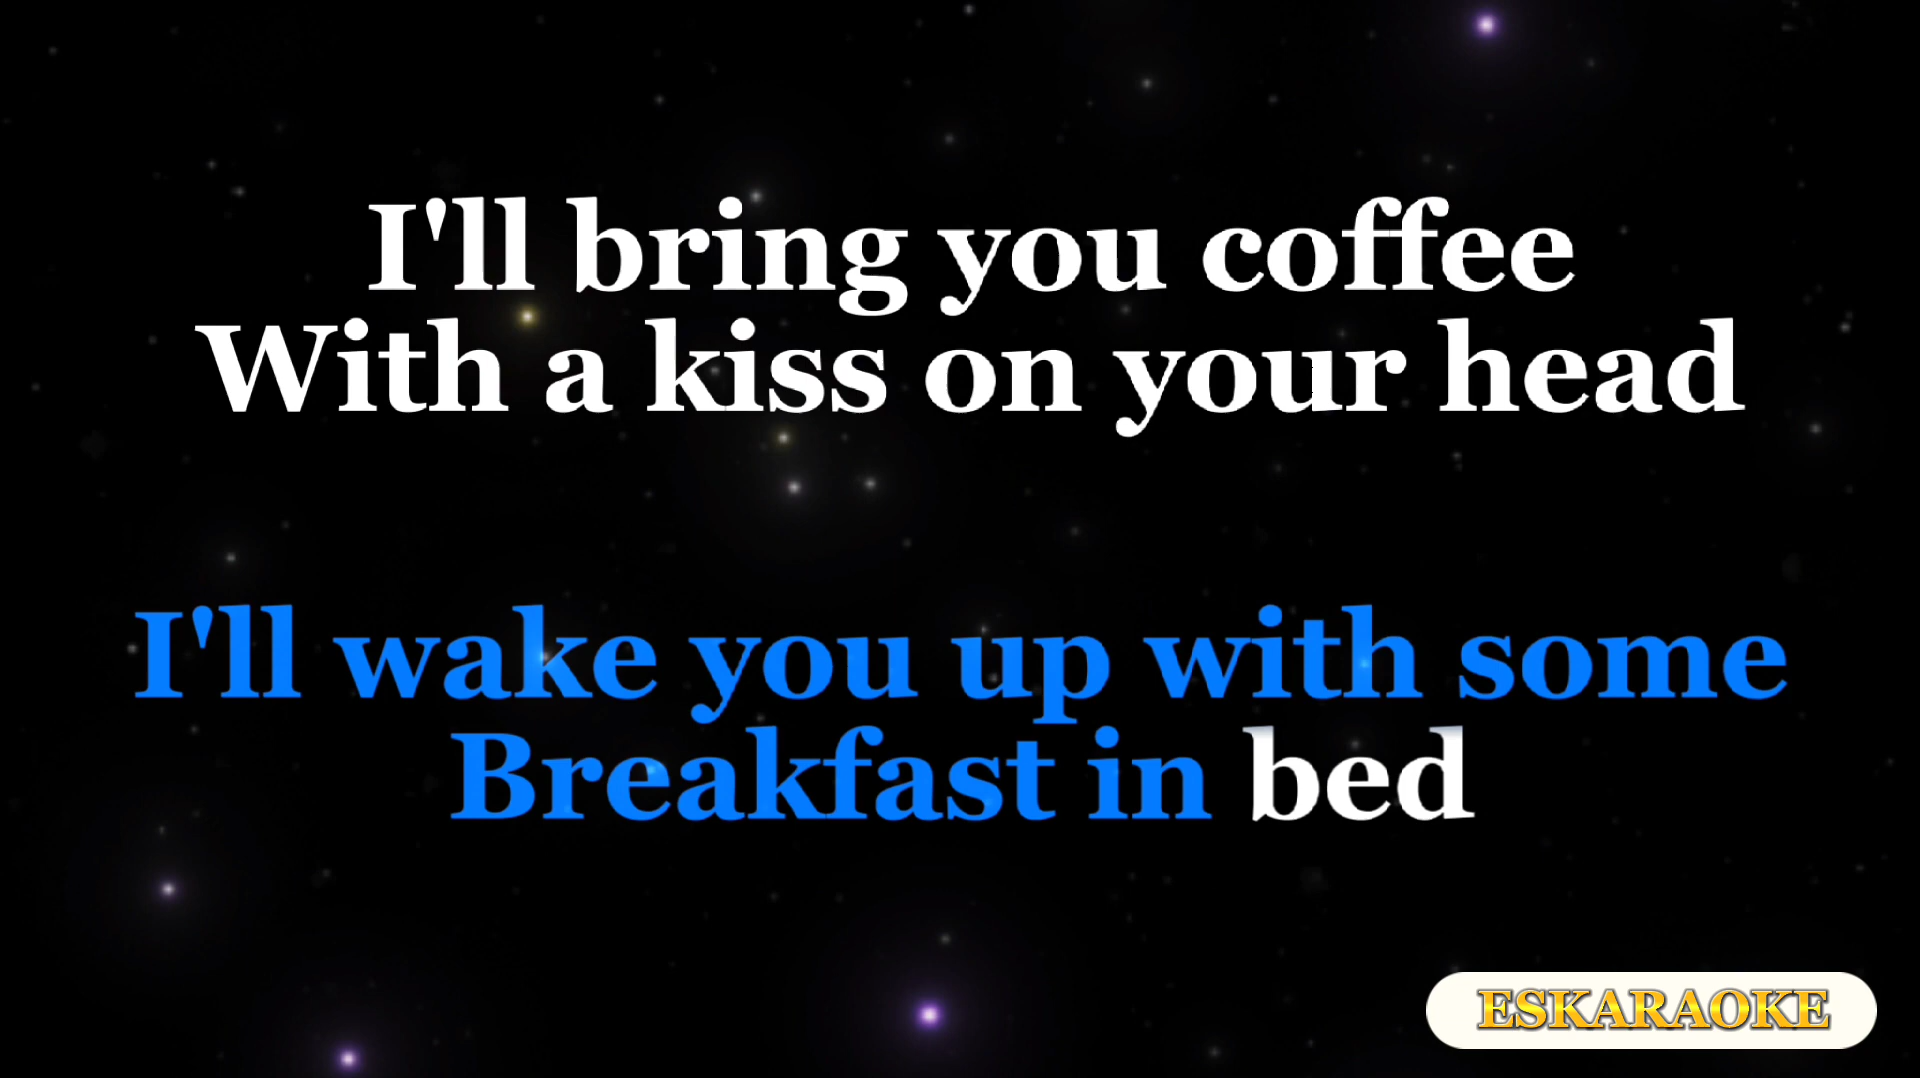 I'll bring you coffee
With a kiss on your head
I'll wake you up with some
Breakfast in bed
ESKARAOKE